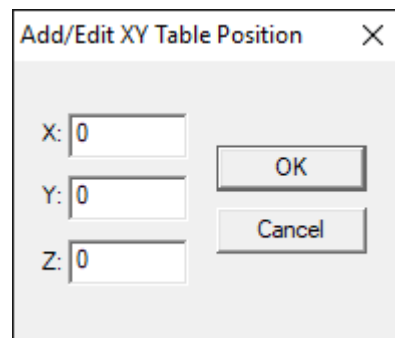 Add/Edit XY Table Position
X: 0
OK
Y: 0
Cancel
Z: 0